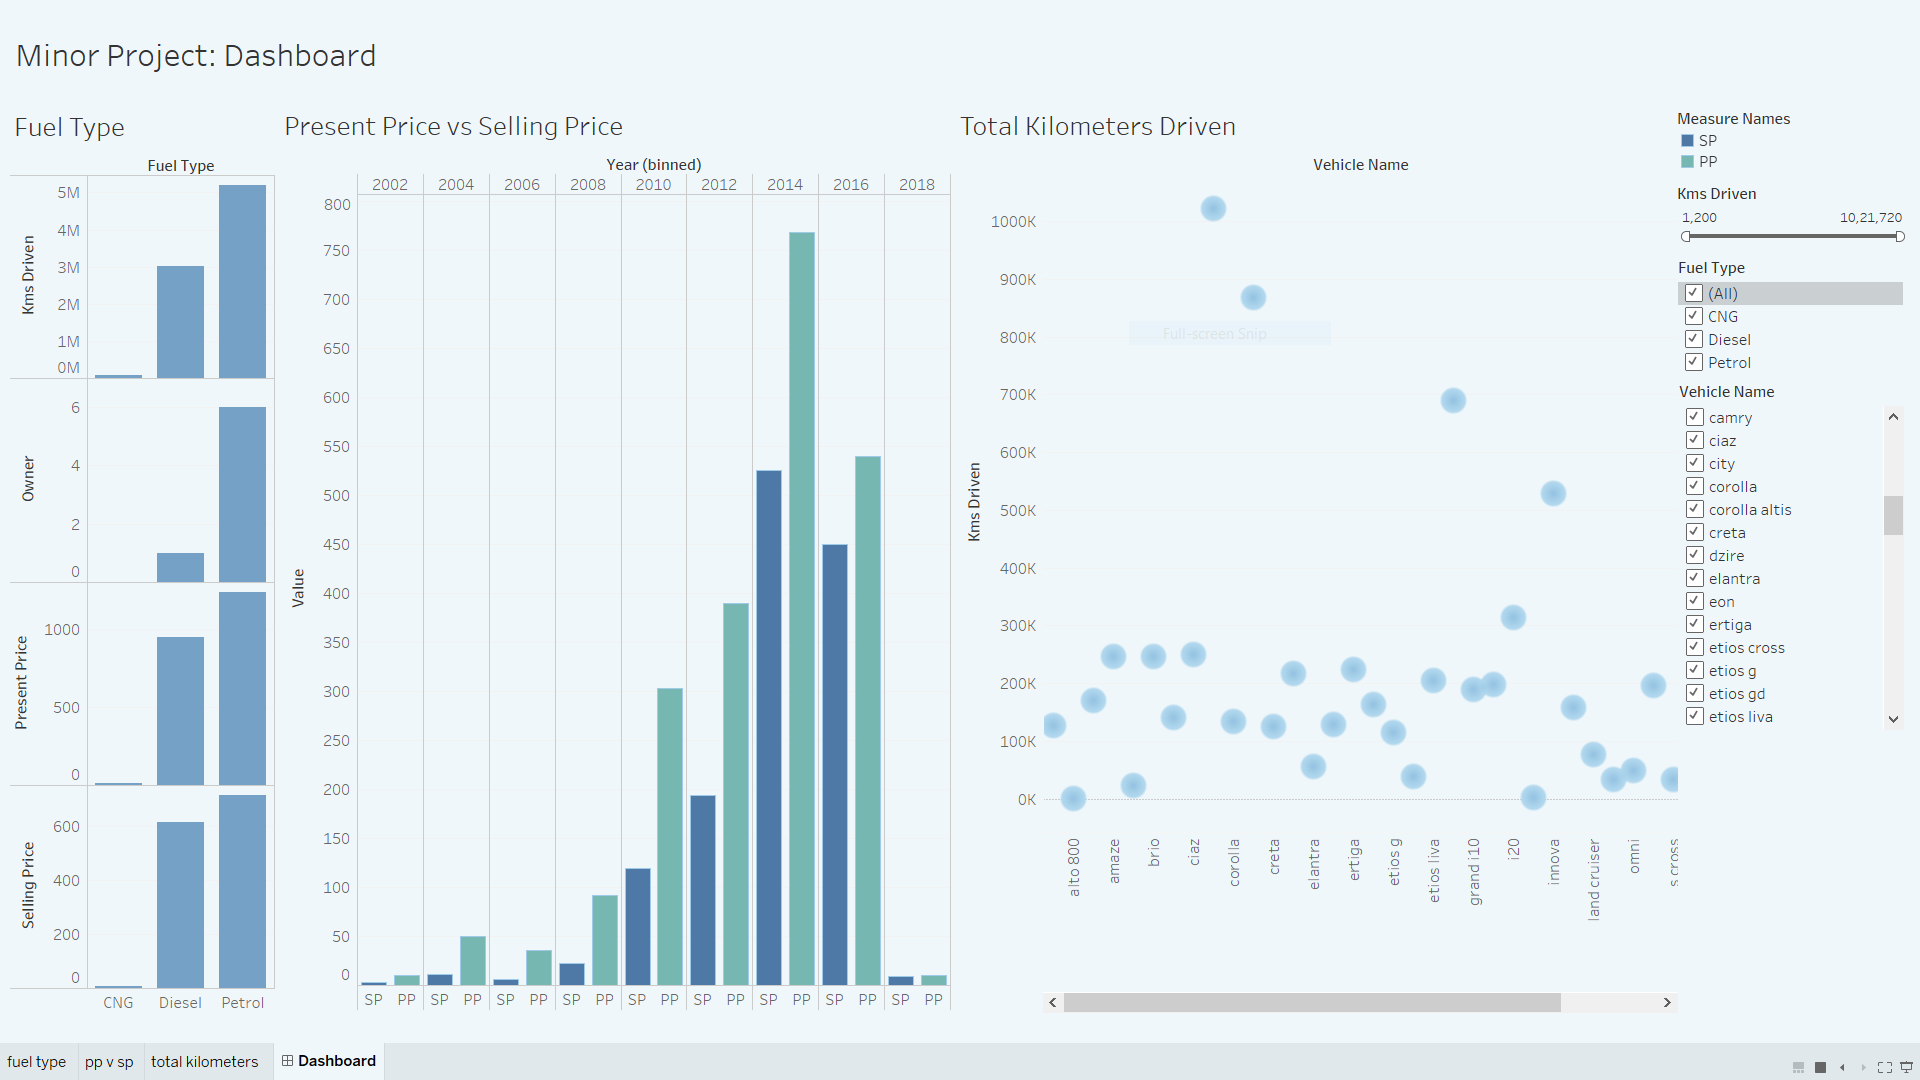 Minor Project: Dashboard
Fuel Type
Fuel Type
5M
4M
3M
2M
1M
0M
Kms Driven
6
4
2
0
Owner
1000
500
0
Present Price
600
400
200
0
Selling Price
CNG Diesel Petrol
Present Price vs Selling Price
Year (binned)
2002 2004 2006 2008 2010 2012 2014 2016 2018
800
750
700
650
600
550
500
450
400
350
300
250
200
150
100
50
0
Value
SP PP SP PP SP PP SP PP SP PP SP PP SP PP SP PP SP PP
Total Kilometers Driven
Vehicle Name
1000K
900K
800K
700K
600K
500K
400K
300K
200K
100K
0K
Kms Driven
Full-screen Snip
alto 800
amaze
brio
ciaz
corolla
creta
elantra
ertiga
etios g
etios liva
grand i10
i20
innova
land cruiser
omni
s cross
Measure Names
SP
PP
Kms Driven
1,200 10,21,720
Fuel Type
(All)
CNG
Diesel
Petrol
Vehicle Name
camry
ciaz
city
corolla
corolla altis
creta
dzire
elantra
eon
ertiga
etios cross
etios g
etios gd
etios liva
fuel type pp v sp total kilometers Dashboard